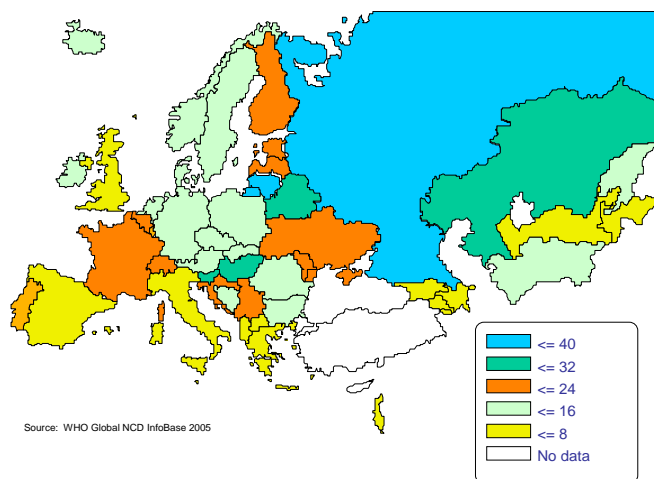 <= 40
<= 32
<= 24
<= 16
<= 8
No data
Source: WHO Global NCD InfoBase 2005